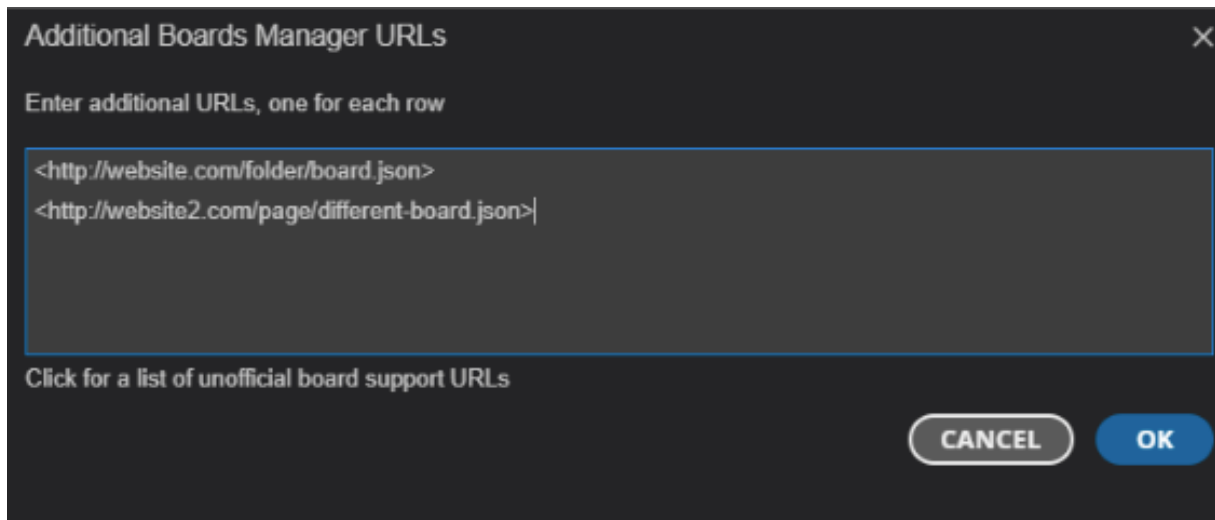 Additional Boards Manager URLs
Enter additional URLs, one for each row
<http://website.com/folder/board.json>
<http://website2.com/page/different-board.json>
Click for a list of unofficial board support URLs
CANCEL OK